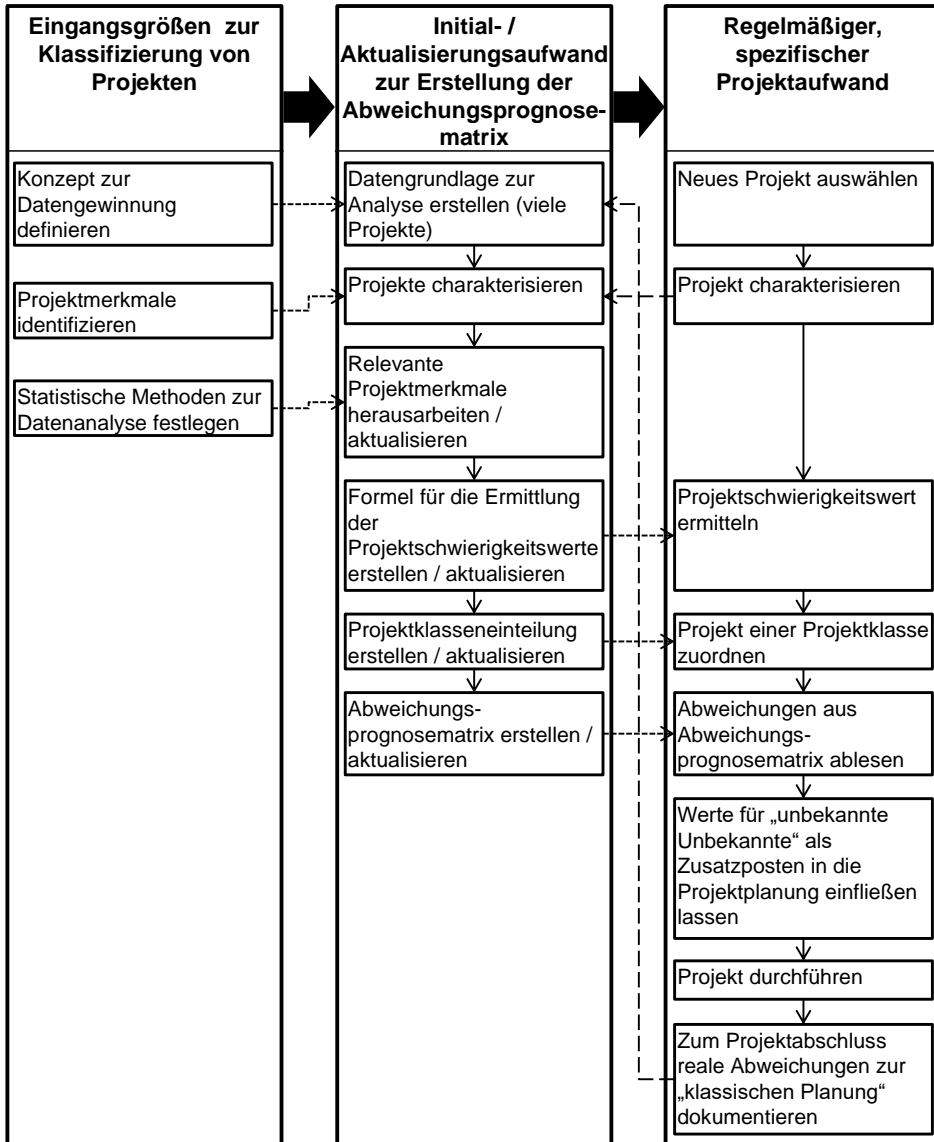 Eingangsgrößen zur
Klassifizierung von
Projekten
Konzept zur
Datengewinnung
definieren
Projektmerkmale
identifizieren
Statistische Methoden zur
Datenanalyse festlegen
Initial- /
Aktualisierungsaufwand
zur Erstellung der
Abweichungsprognose-
matrix
Datengrundlage zur
Analyse erstellen (viele
Projekte)
Projekte charakterisieren
Relevante
Projektmerkmale
herausarbeiten /
aktualisieren
Formel für die Ermittlung
der
Projektschwierigkeitswerte
erstellen / aktualisieren
Projektklasseneinteilung
erstellen / aktualisieren
Abweichungs-
prognosematrix erstellen /
aktualisieren
Regelmäßiger,
spezifischer
Projektaufwand
Neues Projekt auswählen
Projekt charakterisieren
Projektschwierigkeitswert
ermitteln
Projekt einer Projektklasse
zuordnen
Abweichungen aus
Abweichungs-
prognosematrix ablesen
Werte für „unbekannte
Unbekannte“ als
Zusatzposten in die
Projektplanung einfließen
lassen
Projekt durchführen
Zum Projektabschluss
reale Abweichungen zur
„klassischen Planung“
dokumentieren